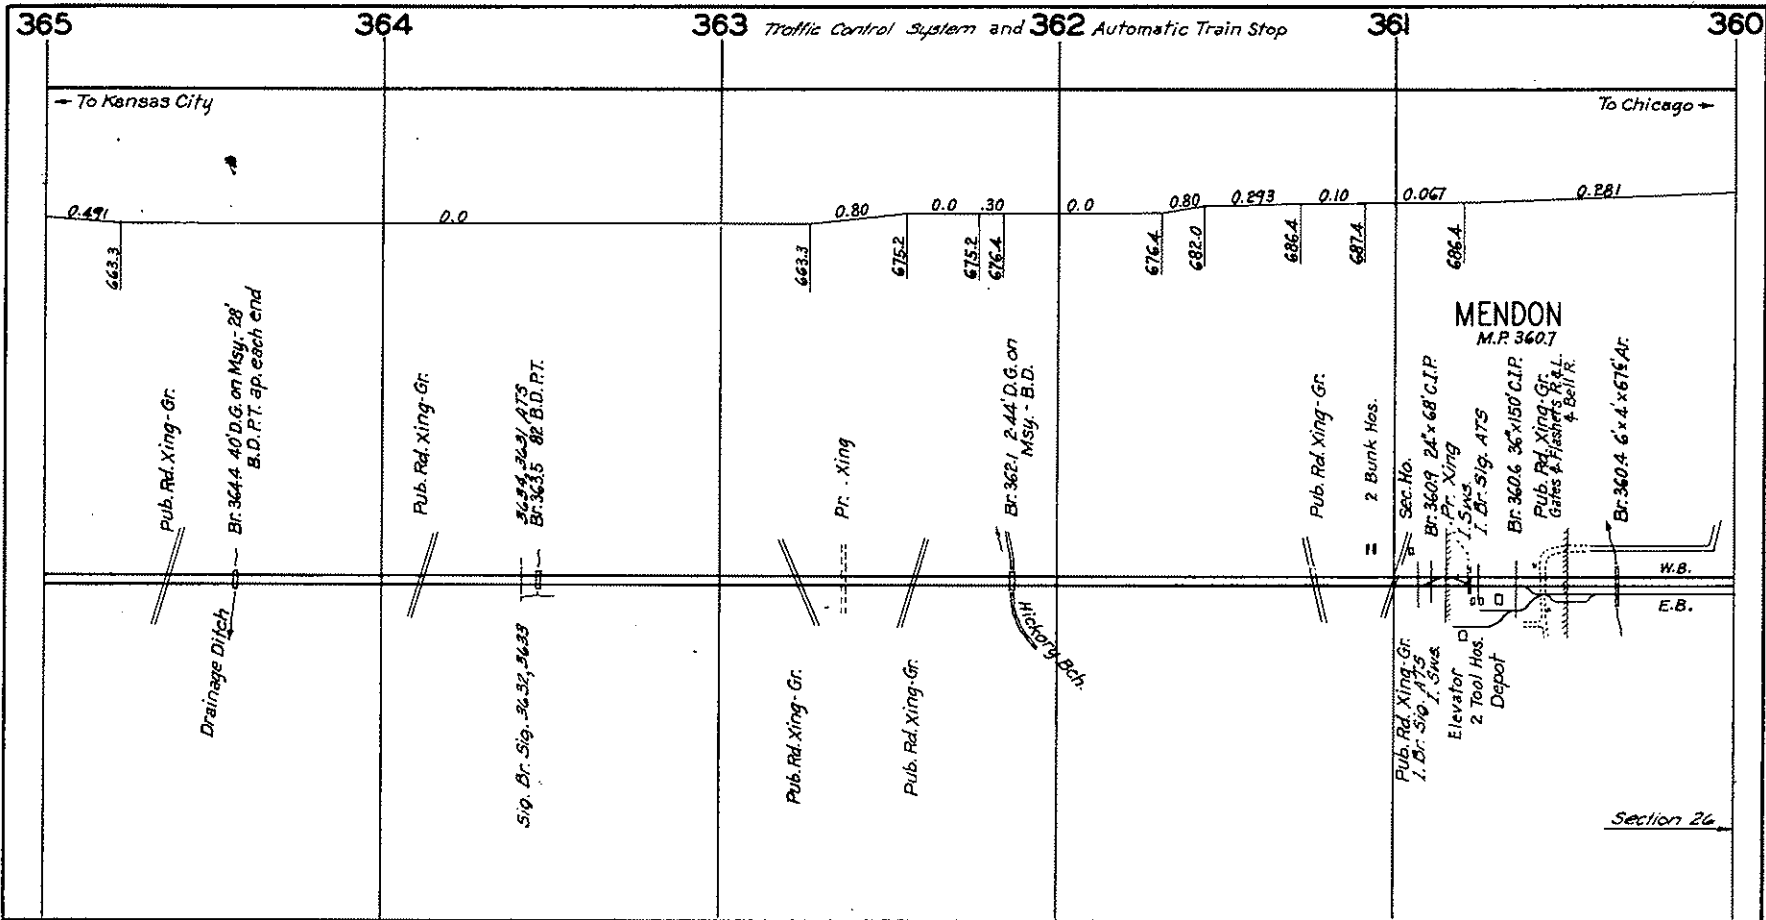 365 364 363 Traffic Control System and 362 Automatic Train Stop 361 360
← To Kansas City
To Chicago →
0.491 0.0 0.80 0.0 .30 0.0 0.80 0.293 0.10 0.067 0.281
663.3 663.3 675.2 675.2 676.4 676.4 682.0 686.4 687.4 686.4
MENDON
M.P. 360.7
Pub. Rd. Xing-Gr.
Br. 364.4 40' D.G. on Msy.- 28'
B.D.P.T. ap. each end
Pub. Rd. Xing-Gr.
3634, 3631 ATS
Br. 363.5 82' B.D.P.T.
Pr. Xing
Br. 362.1 2-44' D.G. on
Msy. - B.D.
Pub. Rd. Xing-Gr.
2 Bunk Hos.
Sec. Ho.
Br. 360.9 24" x 68' C.I.P.
Pr. Xing
I. Sws.
I. Br. Sig. ATS
Br. 360.6 36" x 150' C.I.P.
Pub. Rd. Xing-Gr.
Gates & Flashers R.&L.
& Bell R.
Br. 360.4 6' x 4' x 67½' Ar.
W.B.
E.B.
Drainage Ditch
Sig. Br. Sig. 3632, 3633
Pub. Rd. Xing-Gr.
Pub. Rd. Xing-Gr.
Hickory Bch.
Pub. Rd. Xing-Gr.
I. Br. Sig. ATS
I. Sws.
Elevator
2 Tool Hos.
Depot
Section 26